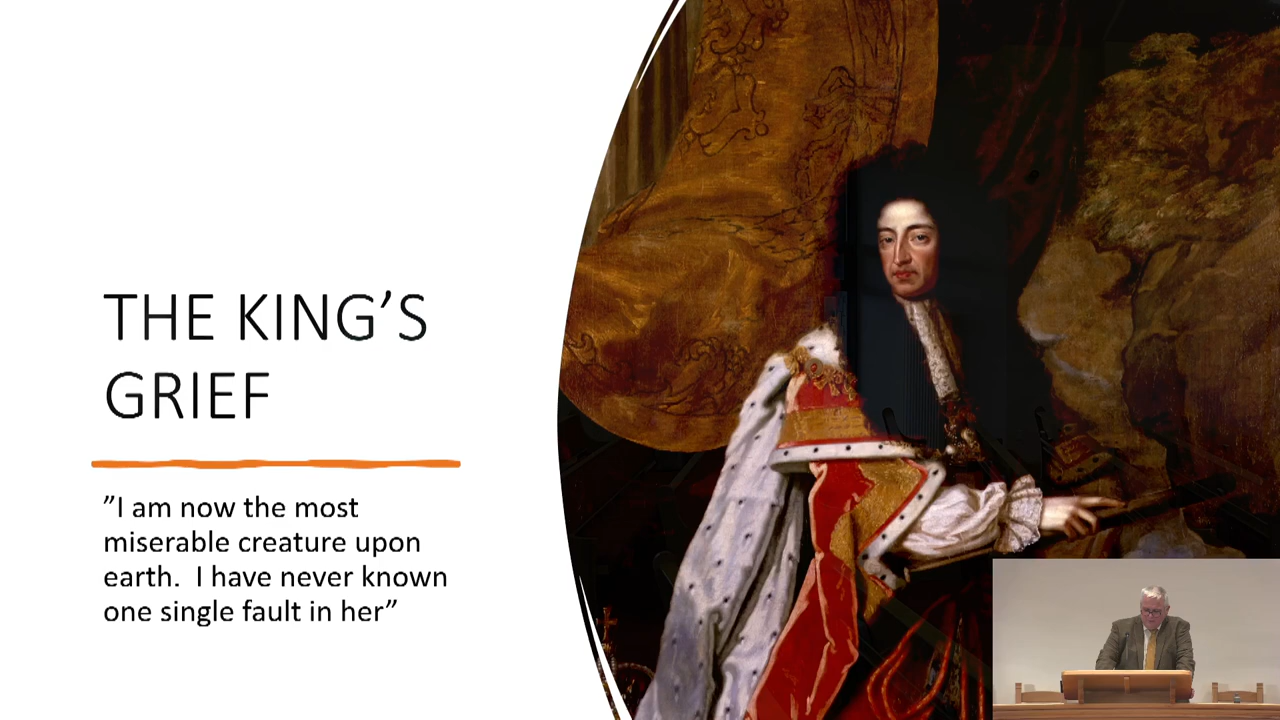 THE KING’S
GRIEF
”I am now the most
miserable creature upon
earth.  I have never known
one single fault in her”